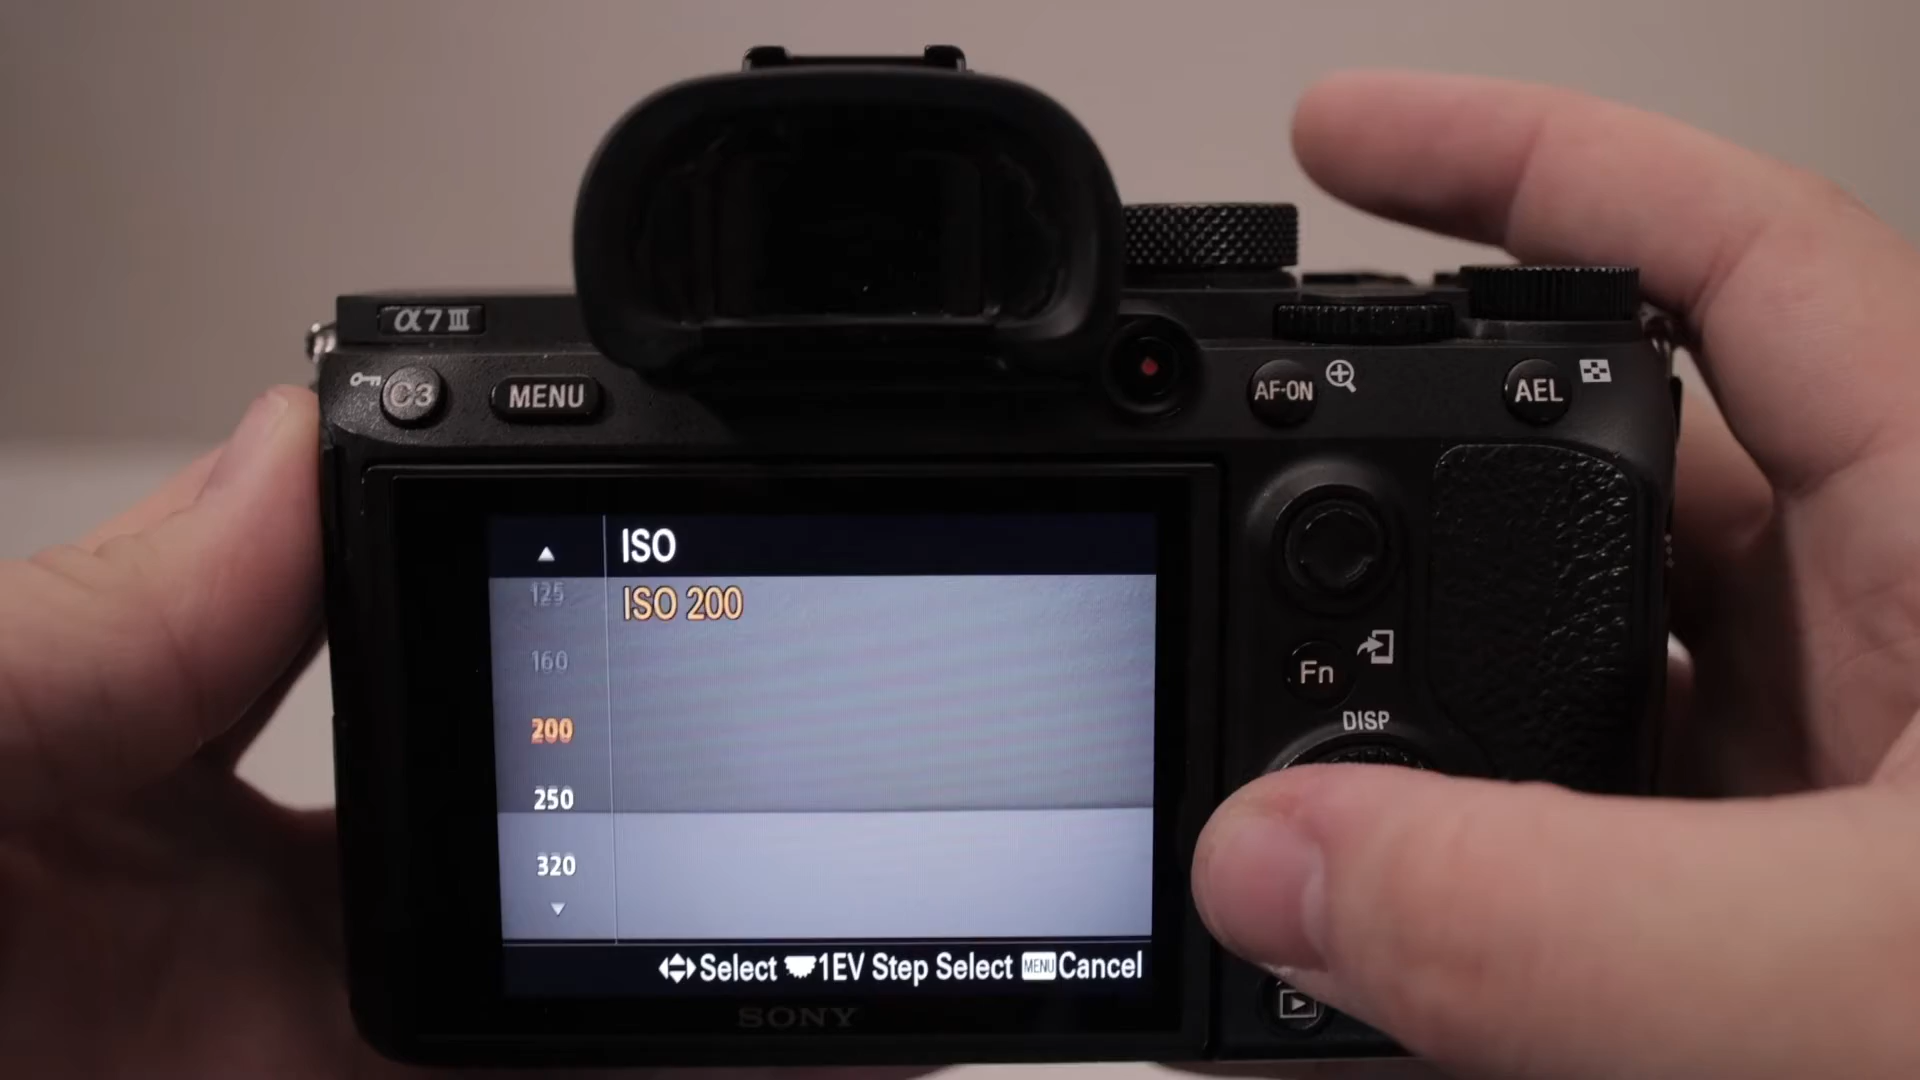 α7 III
C3
MENU
AF-ON
AEL
ISO
ISO 200
125
160
200
250
320
Select 1EV Step Select MENU Cancel
Fn
DISP
SONY